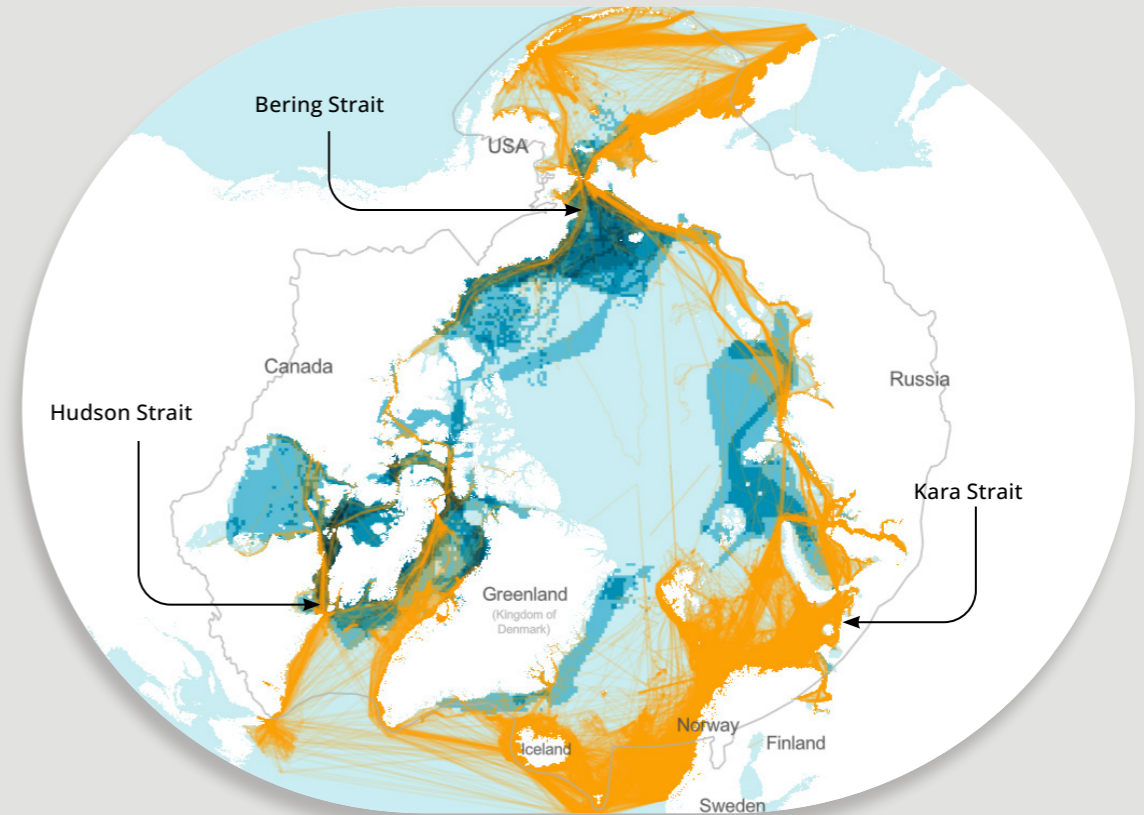 Bering Strait
USA
Canada
Russia
Hudson Strait
Kara Strait
Greenland
(Kingdom of
Denmark)
Norway
Iceland
Finland
Sweden